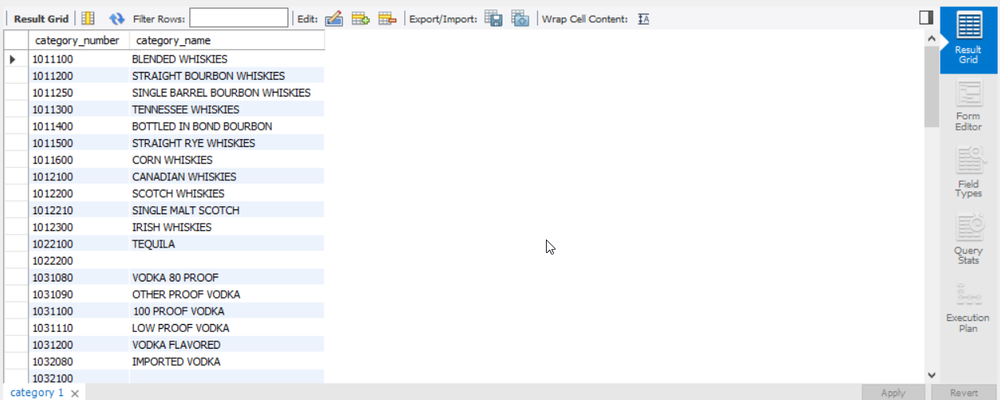 Result Grid Filter Rows: Edit: Export/Import: Wrap Cell Content: IA
category_number category_name
1011100 BLENDED WHISKIES
1011200 STRAIGHT BOURBON WHISKIES
1011250 SINGLE BARREL BOURBON WHISKIES
1011300 TENNESSEE WHISKIES
1011400 BOTTLED IN BOND BOURBON
1011500 STRAIGHT RYE WHISKIES
1011600 CORN WHISKIES
1012100 CANADIAN WHISKIES
1012200 SCOTCH WHISKIES
1012210 SINGLE MALT SCOTCH
1012300 IRISH WHISKIES
1022100 TEQUILA
1022200
1031080 VODKA 80 PROOF
1031090 OTHER PROOF VODKA
1031100 100 PROOF VODKA
1031110 LOW PROOF VODKA
1031200 VODKA FLAVORED
1032080 IMPORTED VODKA
1032100
category 1
Apply Revert
Result
Grid
Form
Editor
Field
Types
Query
Stats
Execution
Plan